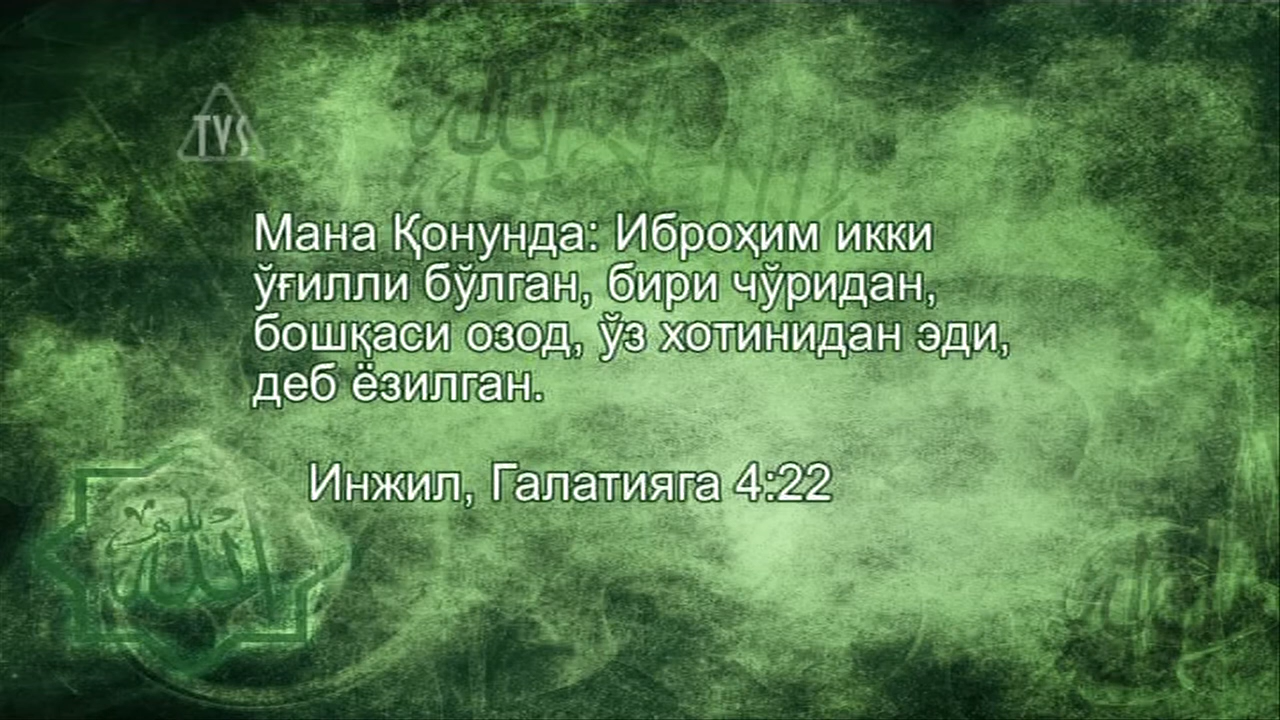 TVS
Мана Қонунда: Иброҳим икки
ўғилли бўлган, бири чўридан,
бошқаси озод, ўз хотинидан эди,
деб ёзилган.
Инжил, Галатияга 4:22
الله